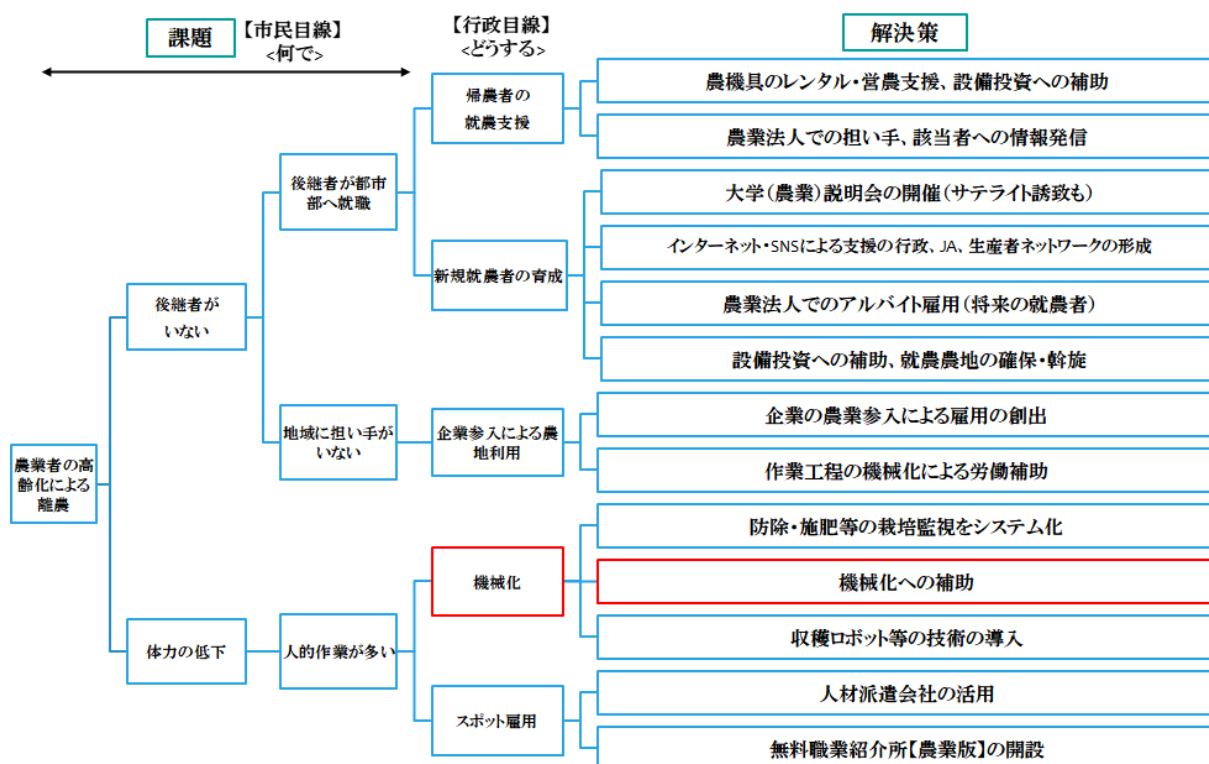 課題
【市民目線】
<何で>
【行政目線】
<どうする>
解決策
農業者の高
齢化による
離農
後継者が
いない
体力の低下
後継者が都市
部へ就職
地域に担い手が
いない
人的作業が多い
帰農者の
就農支援
新規就農者の育成
企業参入による農
地利用
機械化
スポット雇用
農機具のレンタル・営農支援、設備投資への補助
農業法人での担い手、該当者への情報発信
大学(農業)説明会の開催(サテライト誘致も)
インターネット・SNSによる支援の行政、JA、生産者ネットワークの形成
農業法人でのアルバイト雇用(将来の就農者)
設備投資への補助、就農農地の確保・斡旋
企業の農業参入による雇用の創出
作業工程の機械化による労働補助
防除・施肥等の栽培監視をシステム化
機械化への補助
収穫ロボット等の技術の導入
人材派遣会社の活用
無料職業紹介所【農業版】の開設